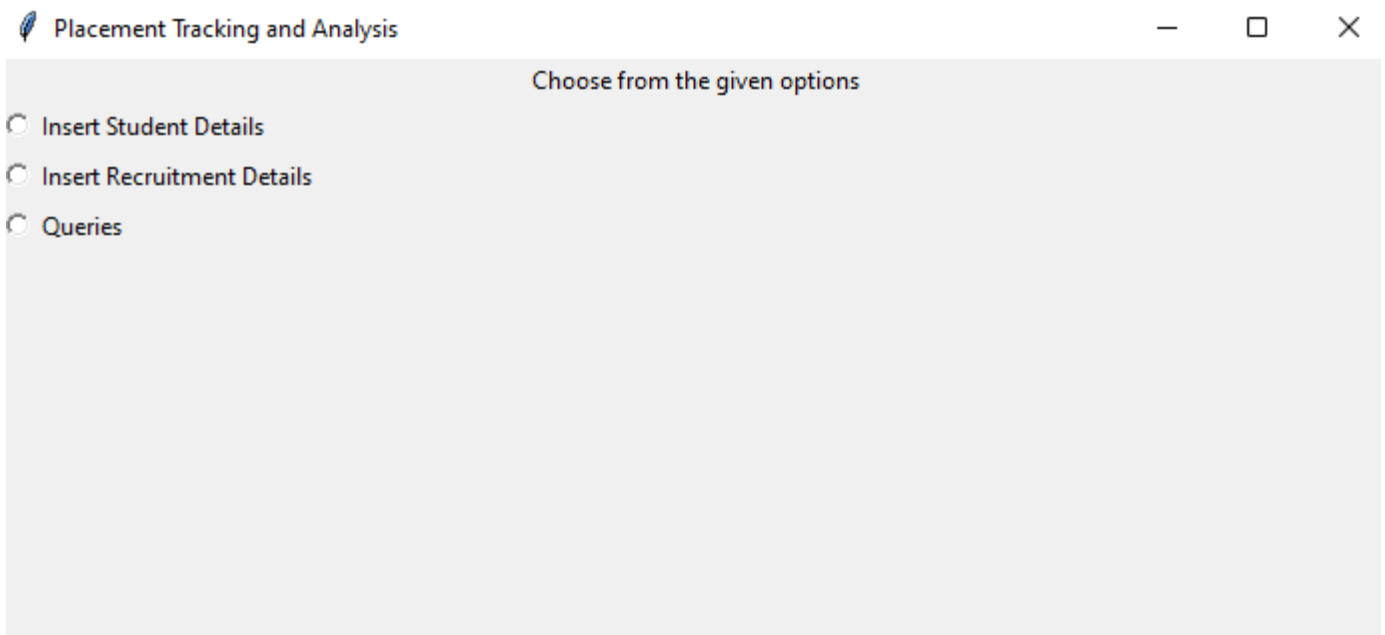 Placement Tracking and Analysis
Choose from the given options
Insert Student Details
Insert Recruitment Details
Queries